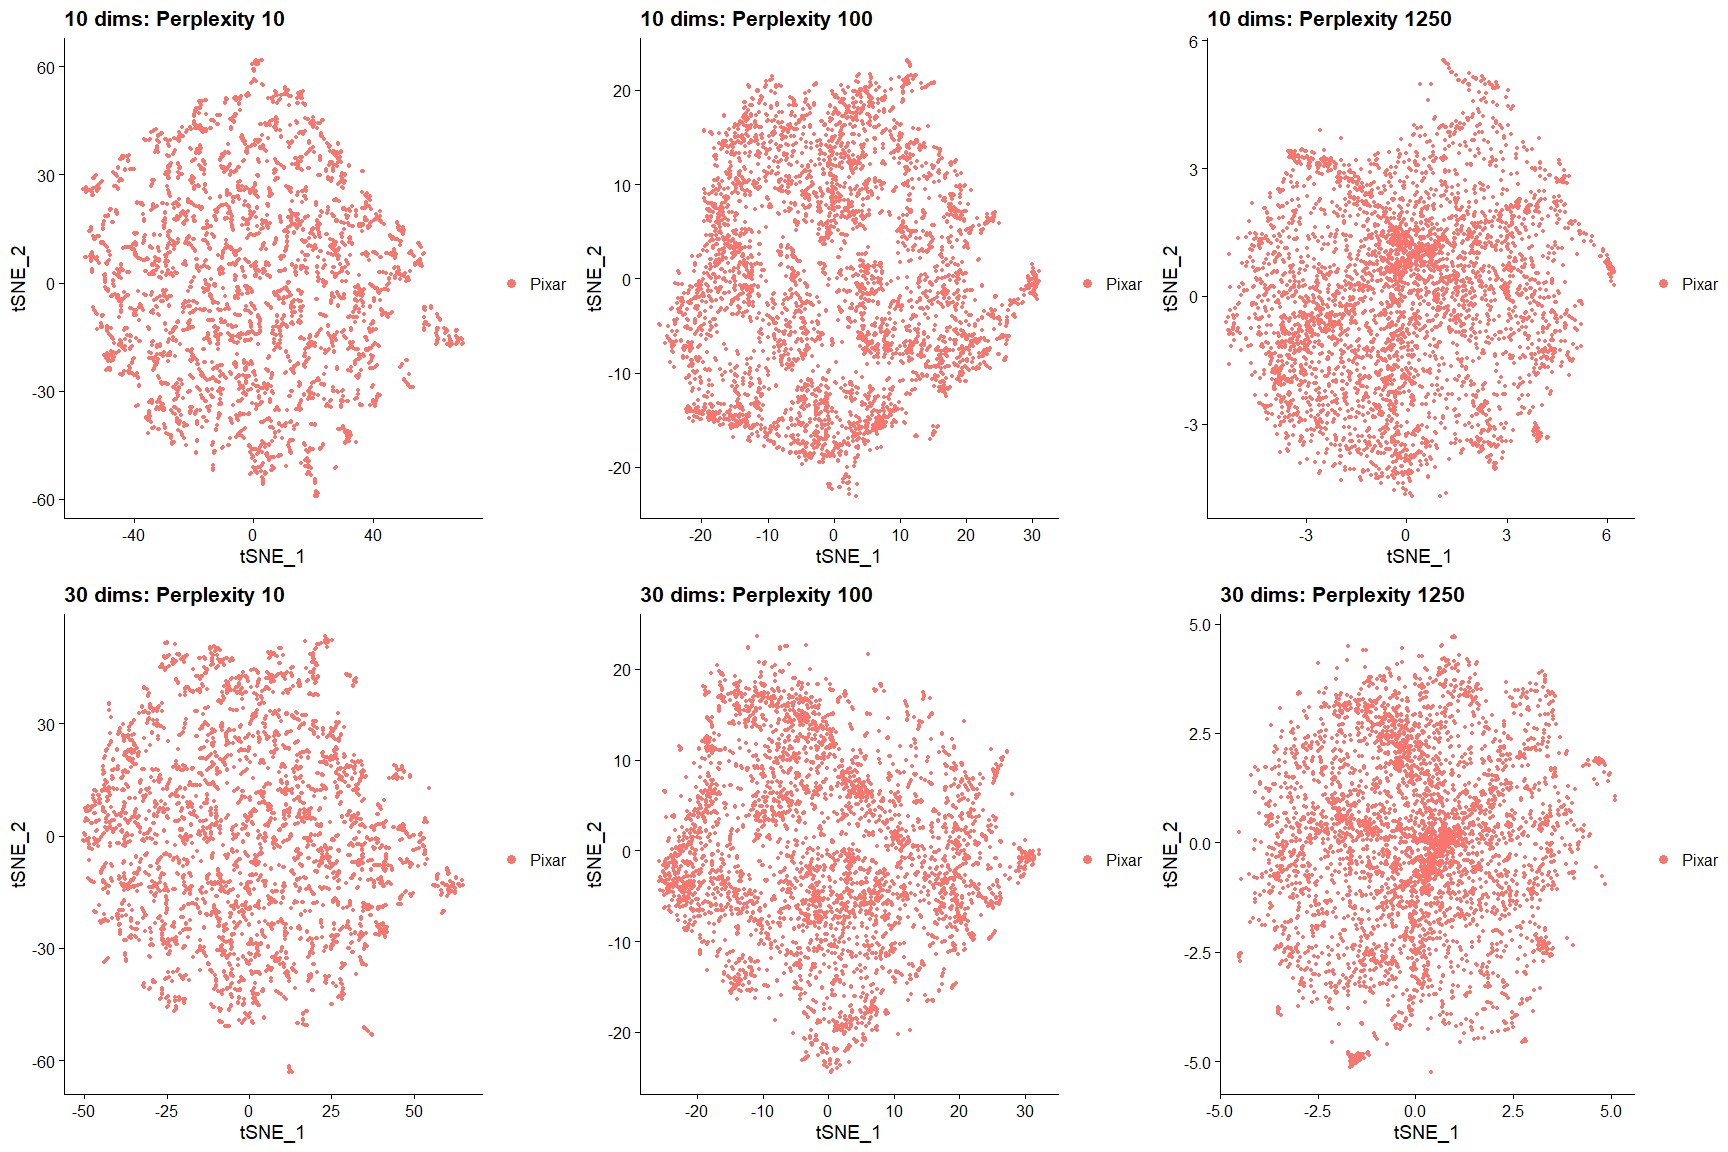 10 dims: Perplexity 10
60
30
0
-30
-60
tSNE_2
-40 0 40
tSNE_1
Pixar
10 dims: Perplexity 100
20
10
0
-10
-20
tSNE_2
-20 -10 0 10 20 30
tSNE_1
Pixar
10 dims: Perplexity 1250
6
3
0
-3
tSNE_2
-3 0 3 6
tSNE_1
Pixar
30 dims: Perplexity 10
30
0
-30
-60
tSNE_2
-50 -25 0 25 50
tSNE_1
Pixar
30 dims: Perplexity 100
20
10
0
-10
-20
tSNE_2
-20 -10 0 10 20 30
tSNE_1
Pixar
30 dims: Perplexity 1250
5.0
2.5
0.0
-2.5
-5.0
tSNE_2
-5.0 -2.5 0.0 2.5 5.0
tSNE_1
Pixar